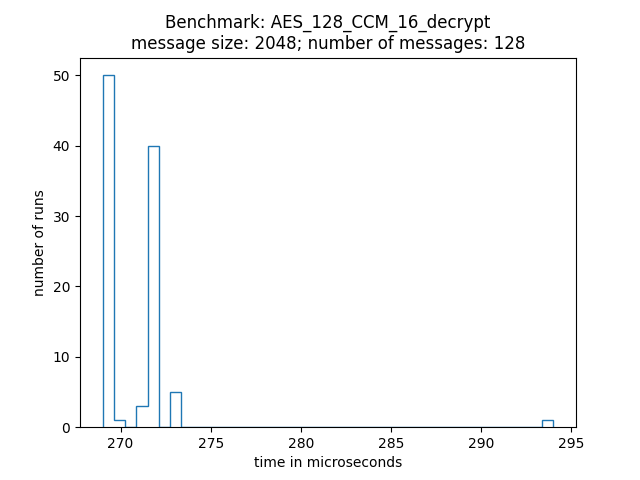 Benchmark: AES_128_CCM_16_decrypt
message size: 2048; number of messages: 128
50
40
30
20
10
0
number of runs
270 275 280 285 290 295
time in microseconds